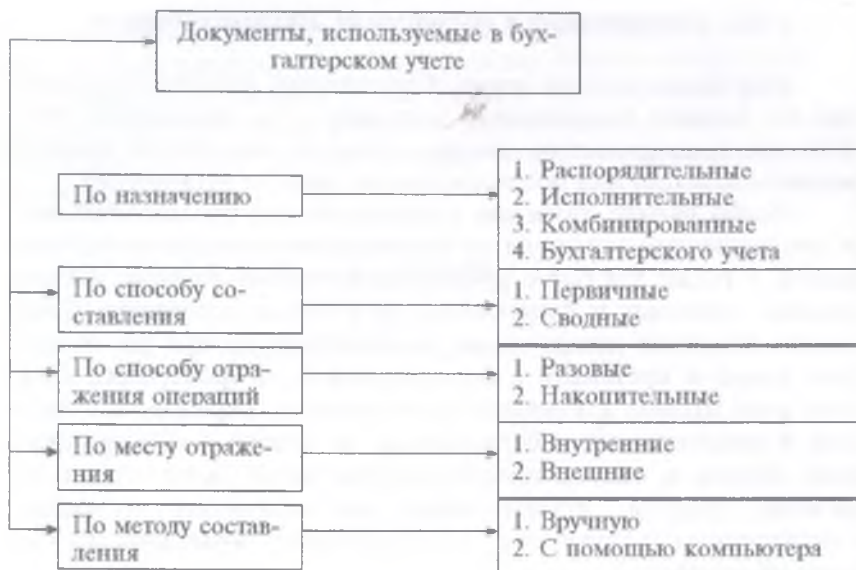 Документы, используемые в бух-
галтерском учете
По назначению
1. Распорядительные
2. Исполнительные
3. Комбинированные
4. Бухгалтерского учета
По способу со-
ставления
1. Первичные
2. Сводные
По способу отра-
жения операций
1. Разовые
2. Накопительные
По месту отраже-
ния
1. Внутренние
2. Внешние
По методу состав-
ления
1. Вручную
2. С помощью компьютера